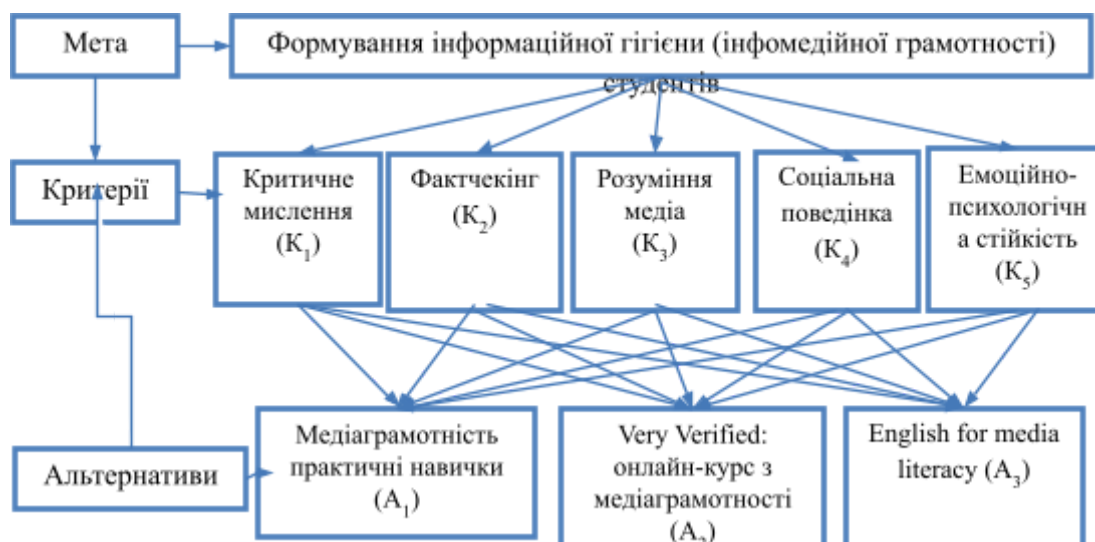 Мета
Формування інформаційної гігієни (інфомедійної грамотності)
студентів
Критерії
Критичне
мислення
(К₁)
Фактчекінг
(К₂)
Розуміння
медіа
(К₃)
Соціальна
поведінка
(К₄)
Емоційно-
психологічн
а стійкість
(К₅)
Альтернативи
Медіаграмотність
практичні навички
(А₁)
Very Verified:
онлайн-курс з
медіаграмотності
(А₂)
English for media
literacy (А₃)